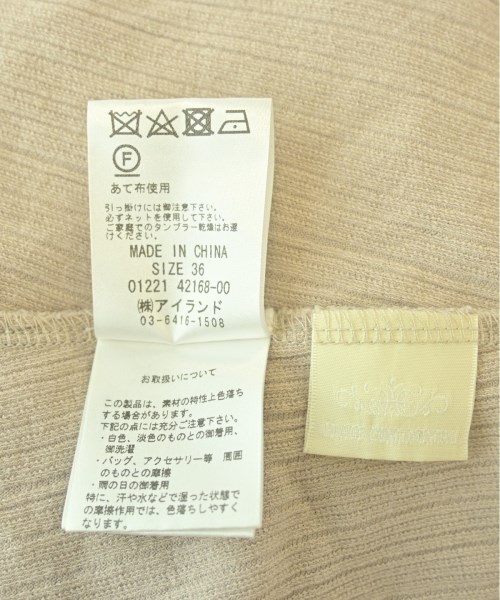 F
あて布使用
引っ掛けには御注意下さい。
必ずネットを使用して下さい。
ご家庭でのタンブラー乾燥はお避
けください。
MADE IN CHINA
SIZE 36
01221 42168-00
㈱アイランド
03-6416-1508
お取扱いについて
この製品は、素材の特性上色落ち
する場合があります。
下記の点には充分ご注意下さい。
・白色、淡色のものとの御着用、
御洗濯
・バッグ、アクセサリー等 周囲
のものとの摩擦
・雨の日の御着用
特に、汗や水などで湿った状態で
の摩擦作用では、色落ちしやすく
なります。